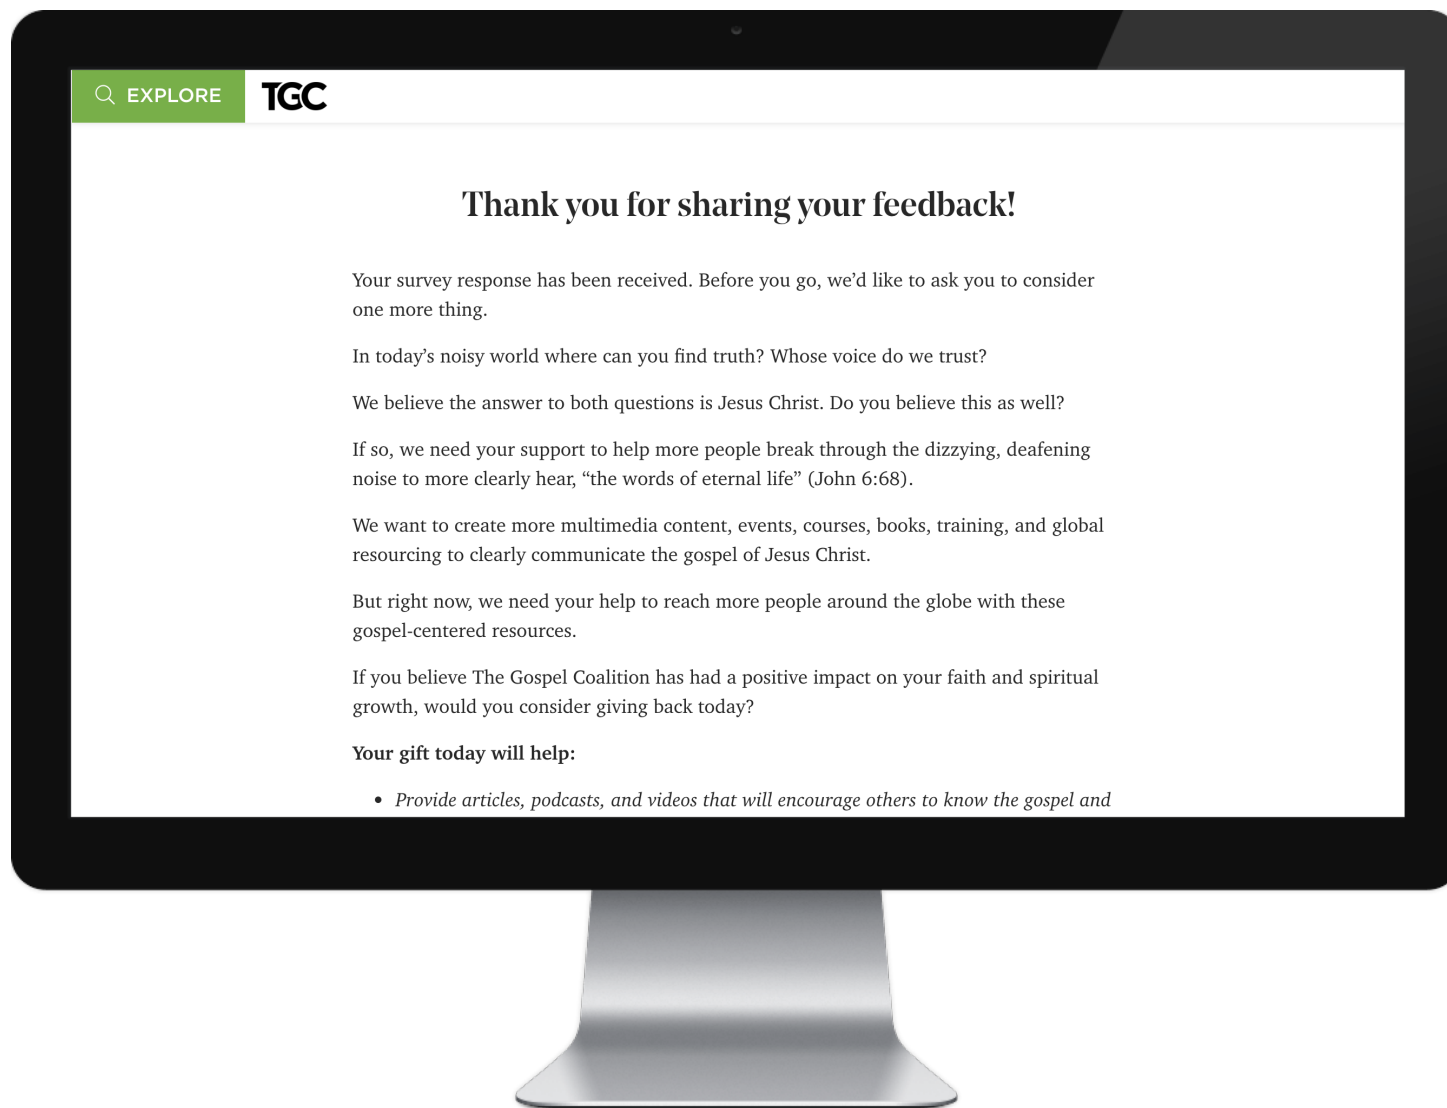 EXPLORE
TGC
Thank you for sharing your feedback!
Your survey response has been received. Before you go, we’d like to ask you to consider
one more thing.
In today’s noisy world where can you find truth? Whose voice do we trust?
We believe the answer to both questions is Jesus Christ. Do you believe this as well?
If so, we need your support to help more people break through the dizzying, deafening
noise to more clearly hear, “the words of eternal life” (John 6:68).
We want to create more multimedia content, events, courses, books, training, and global
resourcing to clearly communicate the gospel of Jesus Christ.
But right now, we need your help to reach more people around the globe with these
gospel-centered resources.
If you believe The Gospel Coalition has had a positive impact on your faith and spiritual
growth, would you consider giving back today?
Your gift today will help:
• Provide articles, podcasts, and videos that will encourage others to know the gospel and